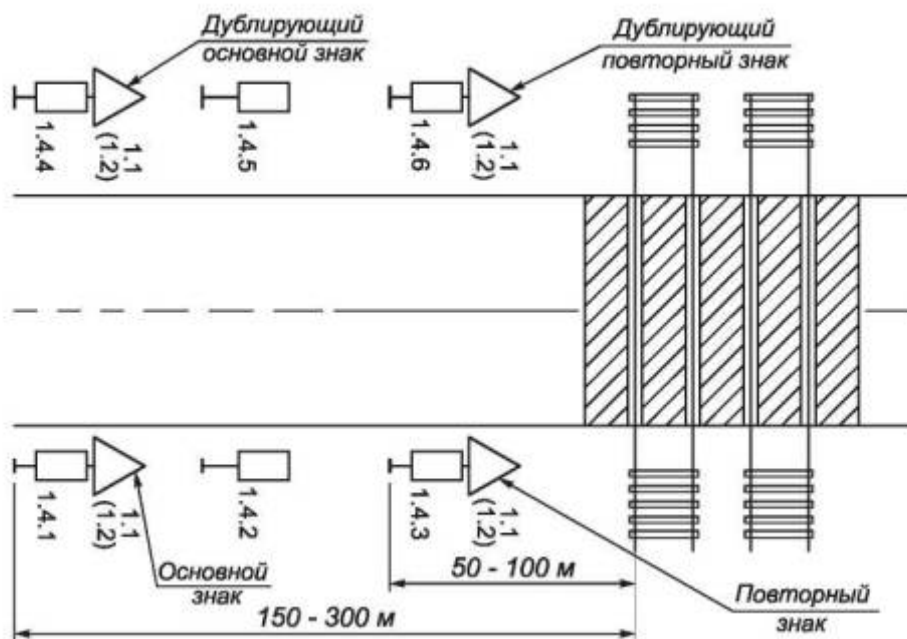 Дублирующий
основной знак
Дублирующий
повторный знак
1.4.4
1.1
(1.2)
1.4.5
1.4.6
1.1
(1.2)
1.4.1
1.1
(1.2)
1.4.2
1.4.3
1.1
(1.2)
Основной
знак
50 - 100 м
Повторный
знак
150 - 300 м